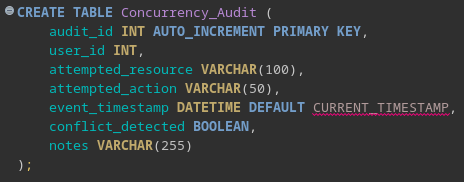 CREATE TABLE Concurrency_Audit (
audit_id INT AUTO_INCREMENT PRIMARY KEY,
user_id INT,
attempted_resource VARCHAR(100),
attempted_action VARCHAR(50),
event_timestamp DATETIME DEFAULT CURRENT_TIMESTAMP,
conflict_detected BOOLEAN,
notes VARCHAR(255)
);